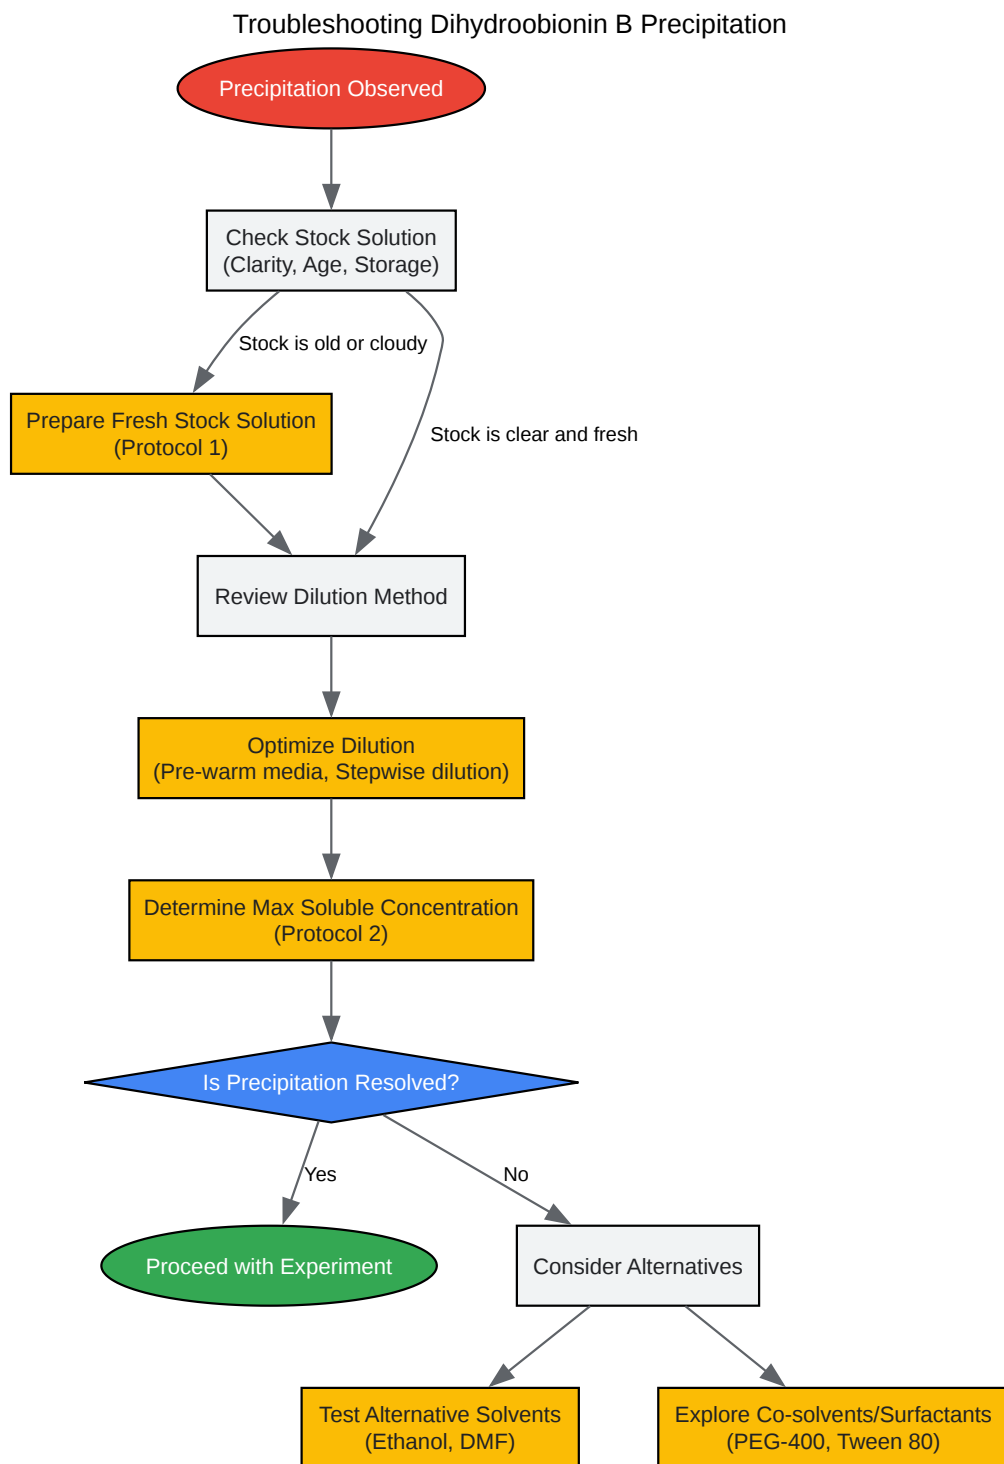 Troubleshooting Dihydroobionin B Precipitation
Precipitation Observed
Check Stock Solution
(Clarity, Age, Storage)
Stock is old or cloudy
Prepare Fresh Stock Solution
(Protocol 1)
Stock is clear and fresh
Review Dilution Method
Optimize Dilution
(Pre-warm media, Stepwise dilution)
Determine Max Soluble Concentration
(Protocol 2)
Is Precipitation Resolved?
Yes
No
Proceed with Experiment
Consider Alternatives
Test Alternative Solvents
(Ethanol, DMF)
Explore Co-solvents/Surfactants
(PEG-400, Tween 80)